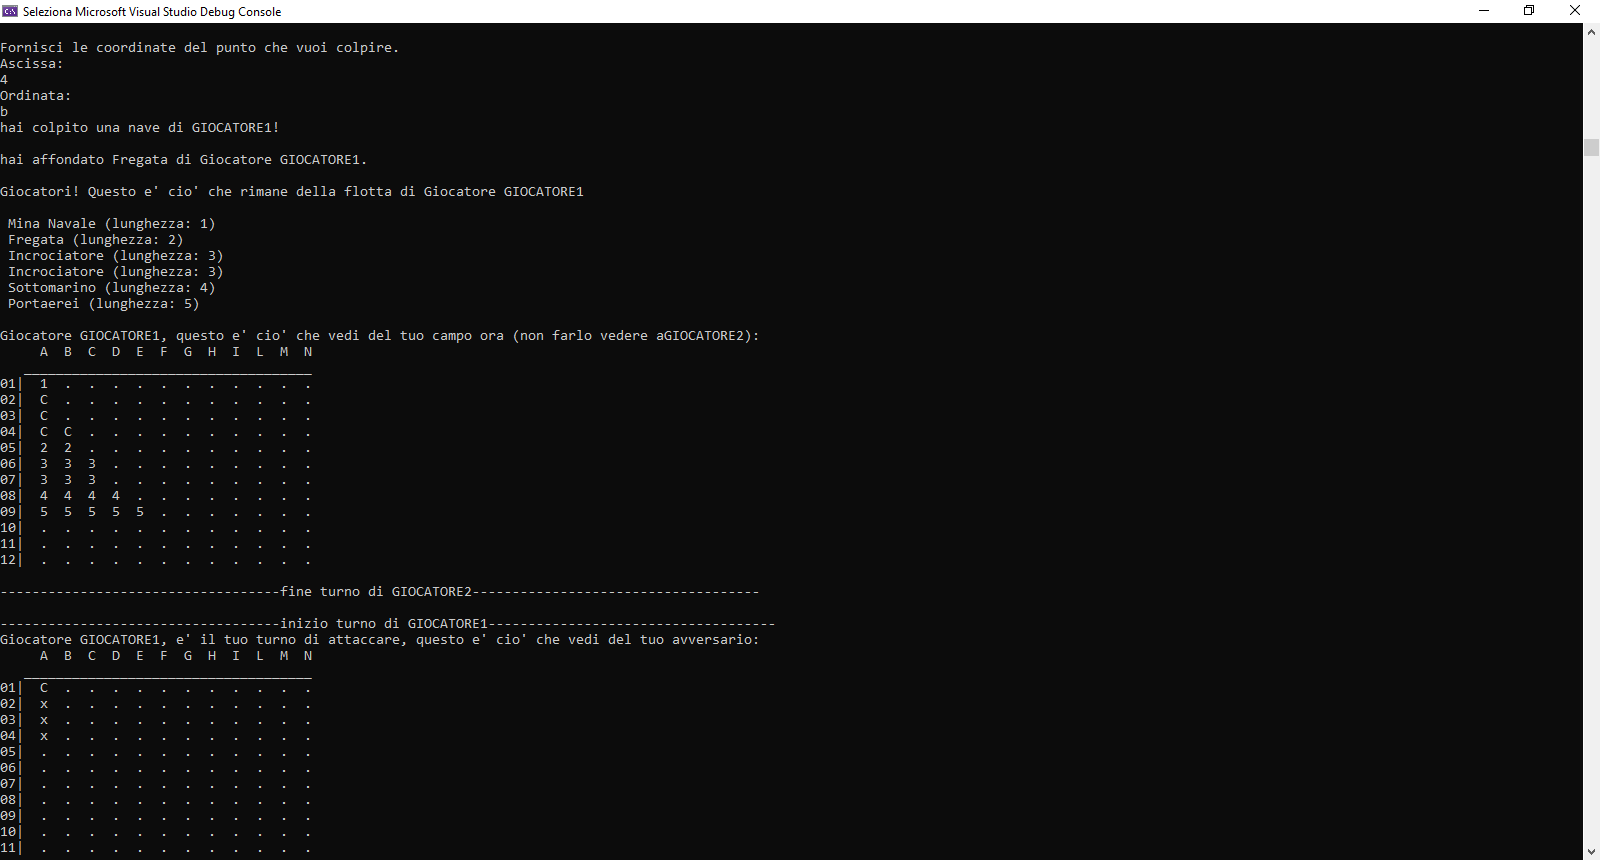 Seleziona Microsoft Visual Studio Debug Console
Fornisci le coordinate del punto che vuoi colpire.
Ascissa:
4
Ordinata:
b
hai colpito una nave di GIOCATORE1!
hai affondato Fregata di Giocatore GIOCATORE1.
Giocatori! Questo e' cio' che rimane della flotta di Giocatore GIOCATORE1
Mina Navale (lunghezza: 1)
Fregata (lunghezza: 2)
Incrociatore (lunghezza: 3)
Incrociatore (lunghezza: 3)
Sottomarino (lunghezza: 4)
Portaerei (lunghezza: 5)
Giocatore GIOCATORE1, questo e' cio' che vedi del tuo campo ora (non farlo vedere aGIOCATORE2):
A B C D E F G H I L M N
____________________________________
01| 1 . . . . . . . . . . .
02| C . . . . . . . . . . .
03| C . . . . . . . . . . .
04| C C . . . . . . . . . .
05| 2 2 . . . . . . . . . .
06| 3 3 3 . . . . . . . . .
07| 3 3 3 . . . . . . . . .
08| 4 4 4 4 . . . . . . . .
09| 5 5 5 5 5 . . . . . . .
10| . . . . . . . . . . . .
11| . . . . . . . . . . . .
12| . . . . . . . . . . . .
-----------------------------------fine turno di GIOCATORE2------------------------------------
-----------------------------------inizio turno di GIOCATORE1------------------------------------
Giocatore GIOCATORE1, e' il tuo turno di attaccare, questo e' cio' che vedi del tuo avversario:
A B C D E F G H I L M N
____________________________________
01| C . . . . . . . . . . .
02| x . . . . . . . . . . .
03| x . . . . . . . . . . .
04| x . . . . . . . . . . .
05| . . . . . . . . . . . .
06| . . . . . . . . . . . .
07| . . . . . . . . . . . .
08| . . . . . . . . . . . .
09| . . . . . . . . . . . .
10| . . . . . . . . . . . .
11| . . . . . . . . . . . .